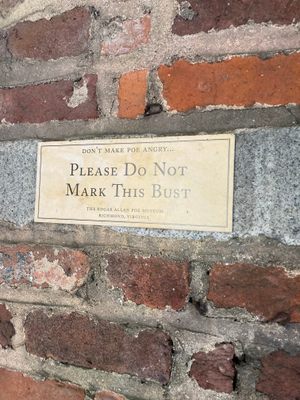 DON'T MAKE POE ANGRY...
PLEASE DO NOT
MARK THIS BUST
THE EDGAR ALLAN POE MUSEUM
RICHMOND, VIRGINIA